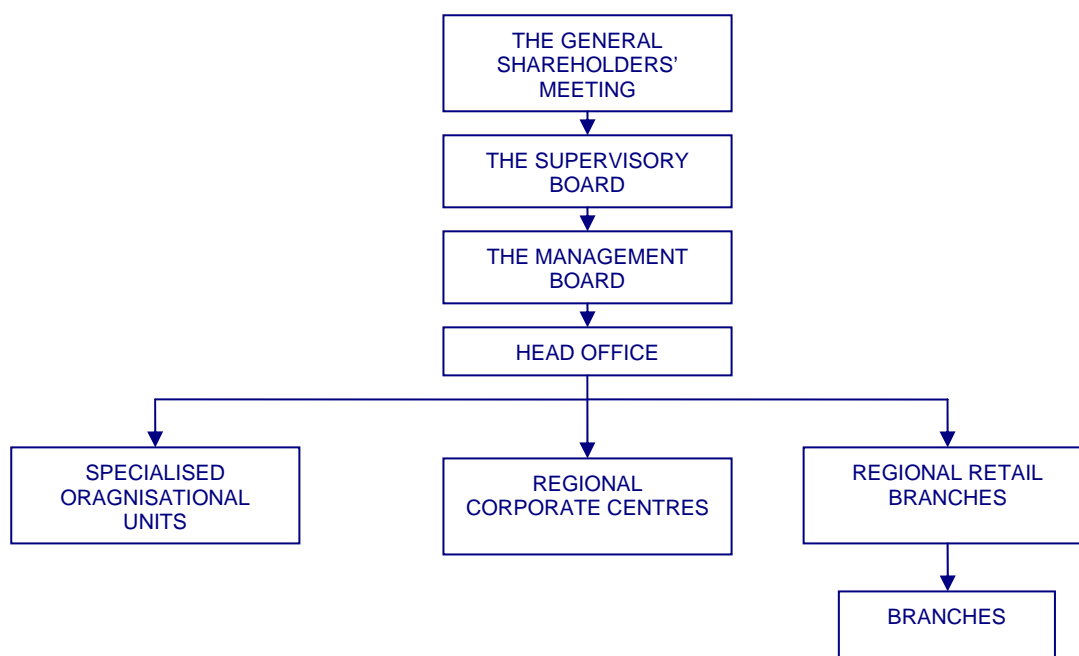 THE GENERAL
SHAREHOLDERS'
MEETING
THE SUPERVISORY
BOARD
THE MANAGEMENT
BOARD
HEAD OFFICE
SPECIALISED
ORAGNISATIONAL
UNITS
REGIONAL
CORPORATE CENTRES
REGIONAL RETAIL
BRANCHES
BRANCHES